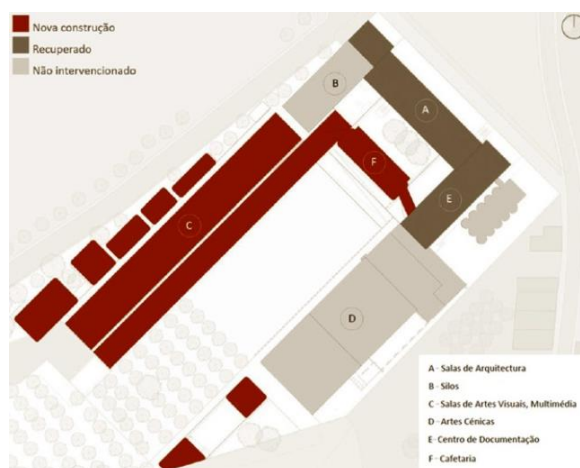 Nova construção
Recuperado
Não intervencionado
B
A
F
E
C
D
A - Salas de Arquitectura
B - Silos
C - Salas de Artes Visuais, Multimédia
D - Artes Cénicas
E - Centro de Documentação
F - Cafetaria